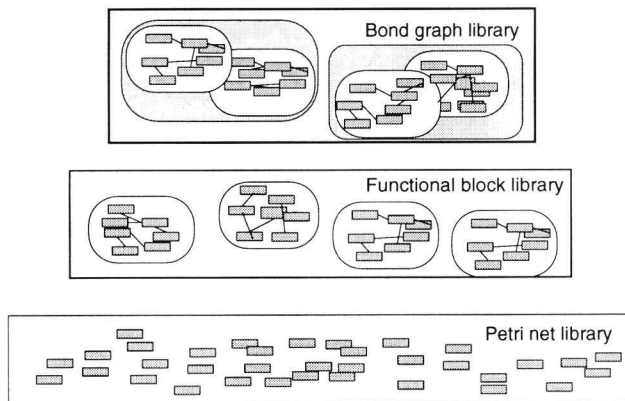 Bond graph library
Functional block library
Petri net library